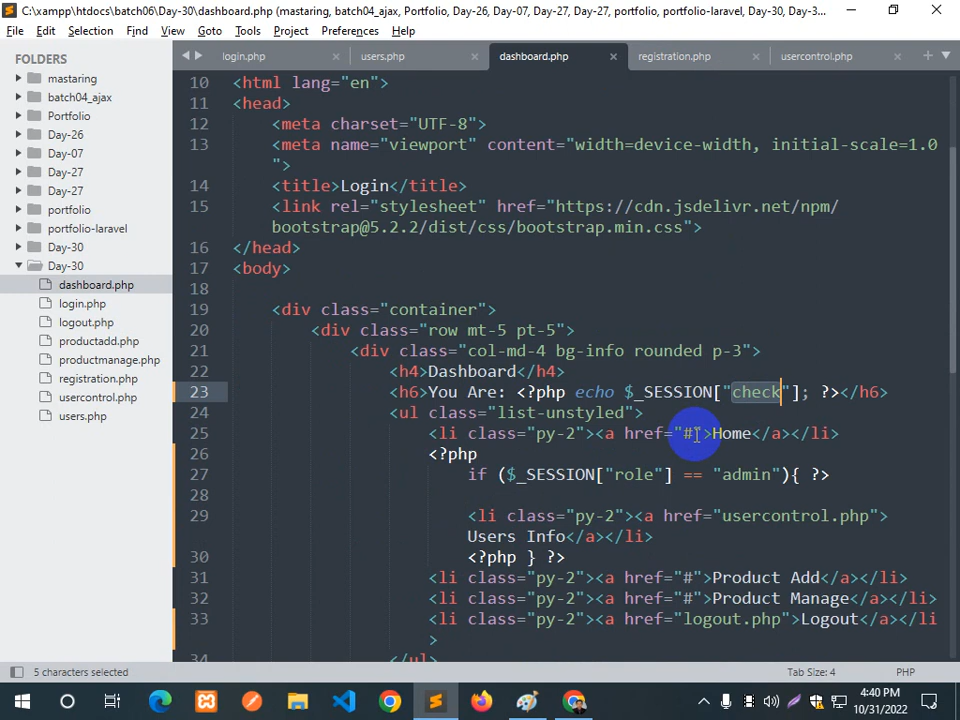 C:\xampp\htdocs\batch06\Day-30\dashboard.php (mastaring, batch04_ajax, Portfolio, Day-26, Day-07, Day-27, Day-27, portfolio, portfolio-laravel, Day-30, Day-3...
File Edit Selection Find View Goto Tools Project Preferences Help
FOLDERS
mastaring
batch04_ajax
Portfolio
Day-26
Day-07
Day-27
Day-27
portfolio
portfolio-laravel
Day-30
Day-30
dashboard.php
login.php
logout.php
productadd.php
productmanage.php
registration.php
usercontrol.php
users.php
login.php users.php dashboard.php registration.php usercontrol.php
10 <html lang="en">
11 <head>
12 <meta charset="UTF-8">
13 <meta name="viewport" content="width=device-width, initial-scale=1.0
">
14 <title>Login</title>
15 <link rel="stylesheet" href="https://cdn.jsdelivr.net/npm/
bootstrap@5.2.2/dist/css/bootstrap.min.css">
16 </head>
17 <body>
18
19 <div class="container">
20 <div class="row mt-5 pt-5">
21 <div class="col-md-4 bg-info rounded p-3">
22 <h4>Dashboard</h4>
23 <h6>You Are: <?php echo $_SESSION["check"]; ?></h6>
24 <ul class="list-unstyled">
25 <li class="py-2"><a href="#">Home</a></li>
26 <?php
27 if ($_SESSION["role"] == "admin"){ ?>
28
29 <li class="py-2"><a href="usercontrol.php">
Users Info</a></li>
30 <?php } ?>
31 <li class="py-2"><a href="#">Product Add</a></li>
32 <li class="py-2"><a href="#">Product Manage</a></li>
33 <li class="py-2"><a href="logout.php">Logout</a></li
>
34 </ul>
5 characters selected
Tab Size: 4
PHP
4:40 PM
10/31/2022